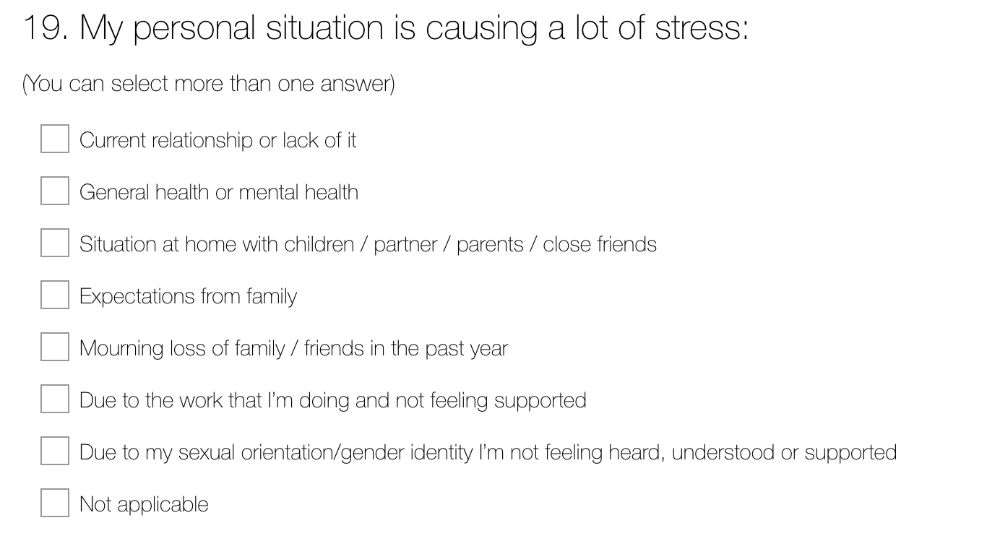 19. My personal situation is causing a lot of stress:
(You can select more than one answer)
Current relationship or lack of it
General health or mental health
Situation at home with children / partner / parents / close friends
Expectations from family
Mourning loss of family / friends in the past year
Due to the work that I’m doing and not feeling supported
Due to my sexual orientation/gender identity I’m not feeling heard, understood or supported
Not applicable